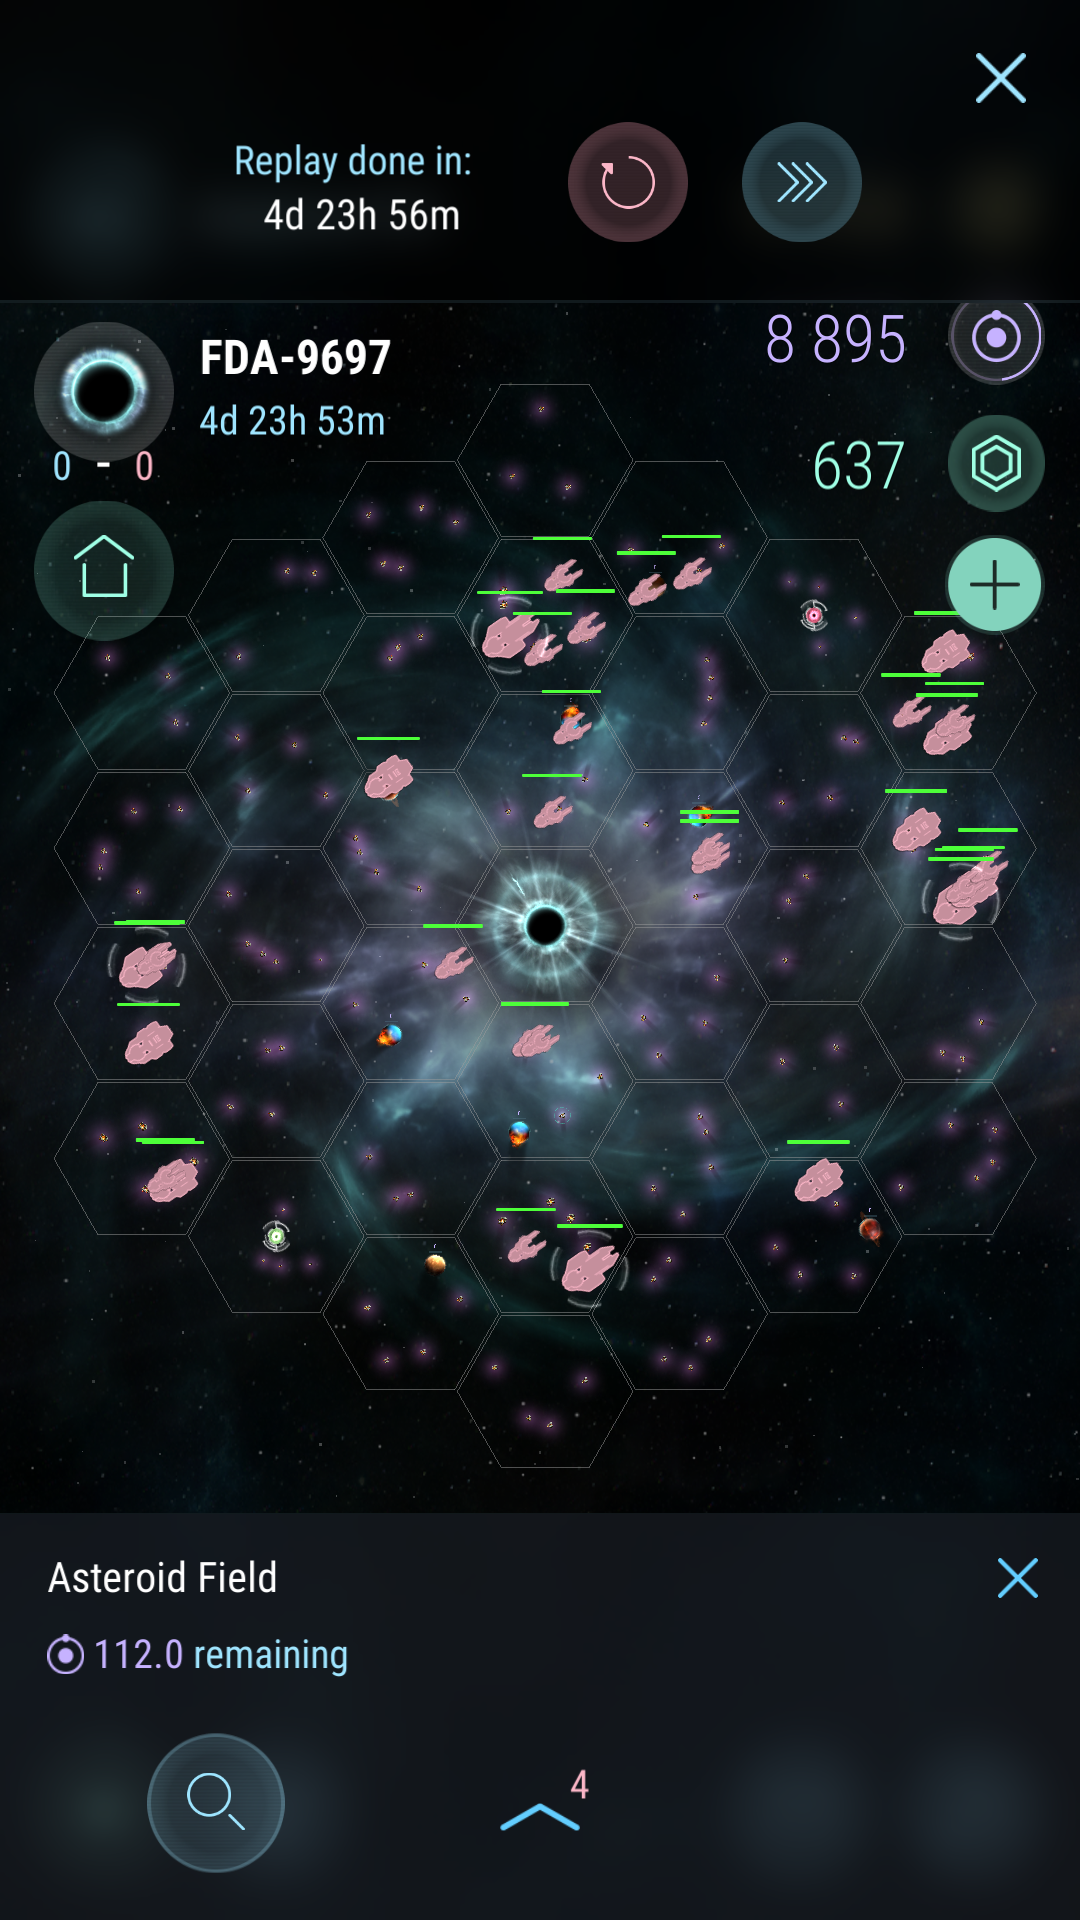 Replay done in:
4d 23h 56m
FDA-9697
4d 23h 53m
0 - 0
8 895
637
Asteroid Field
112.0 remaining
4